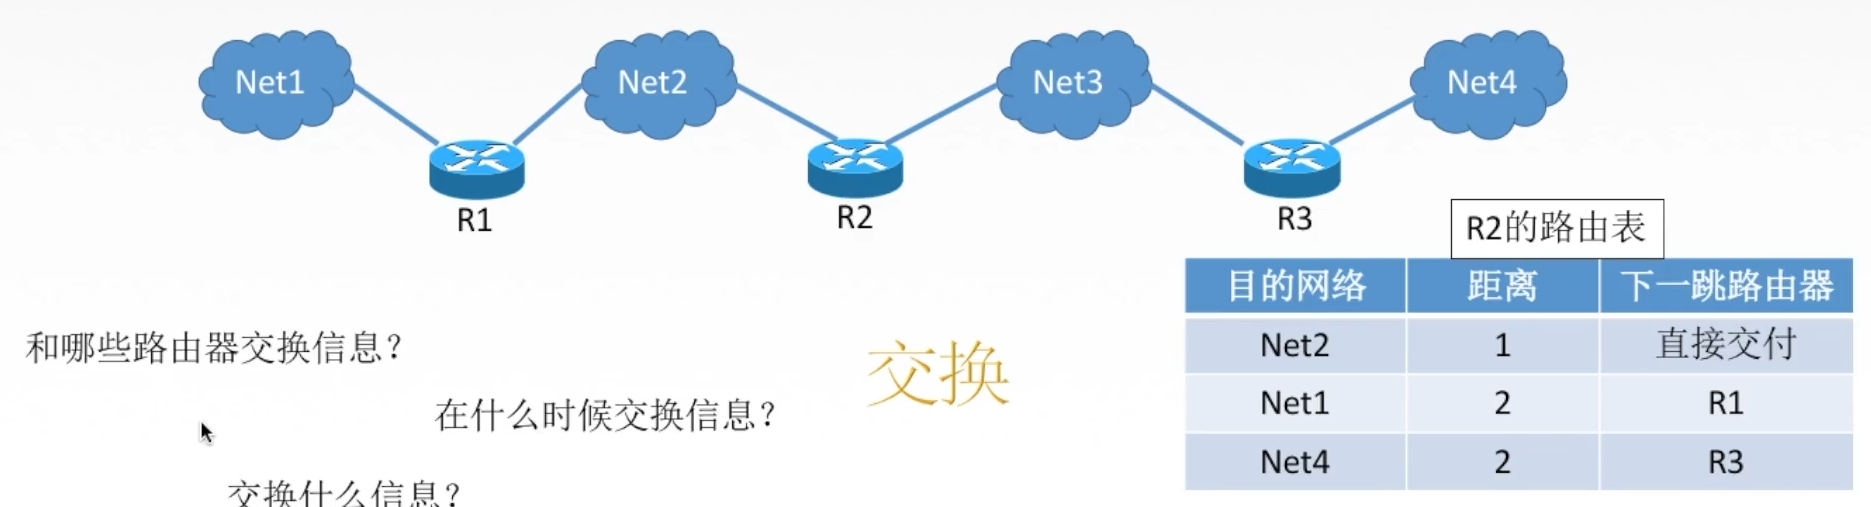 Net1
Net2
Net3
Net4
R1
R2
R3
R2的路由表
目的网络 距离 下一跳路由器
Net2 1 直接交付
Net1 2 R1
Net4 2 R3
和哪些路由器交换信息？
在什么时候交换信息？
交换
交换什么信息？